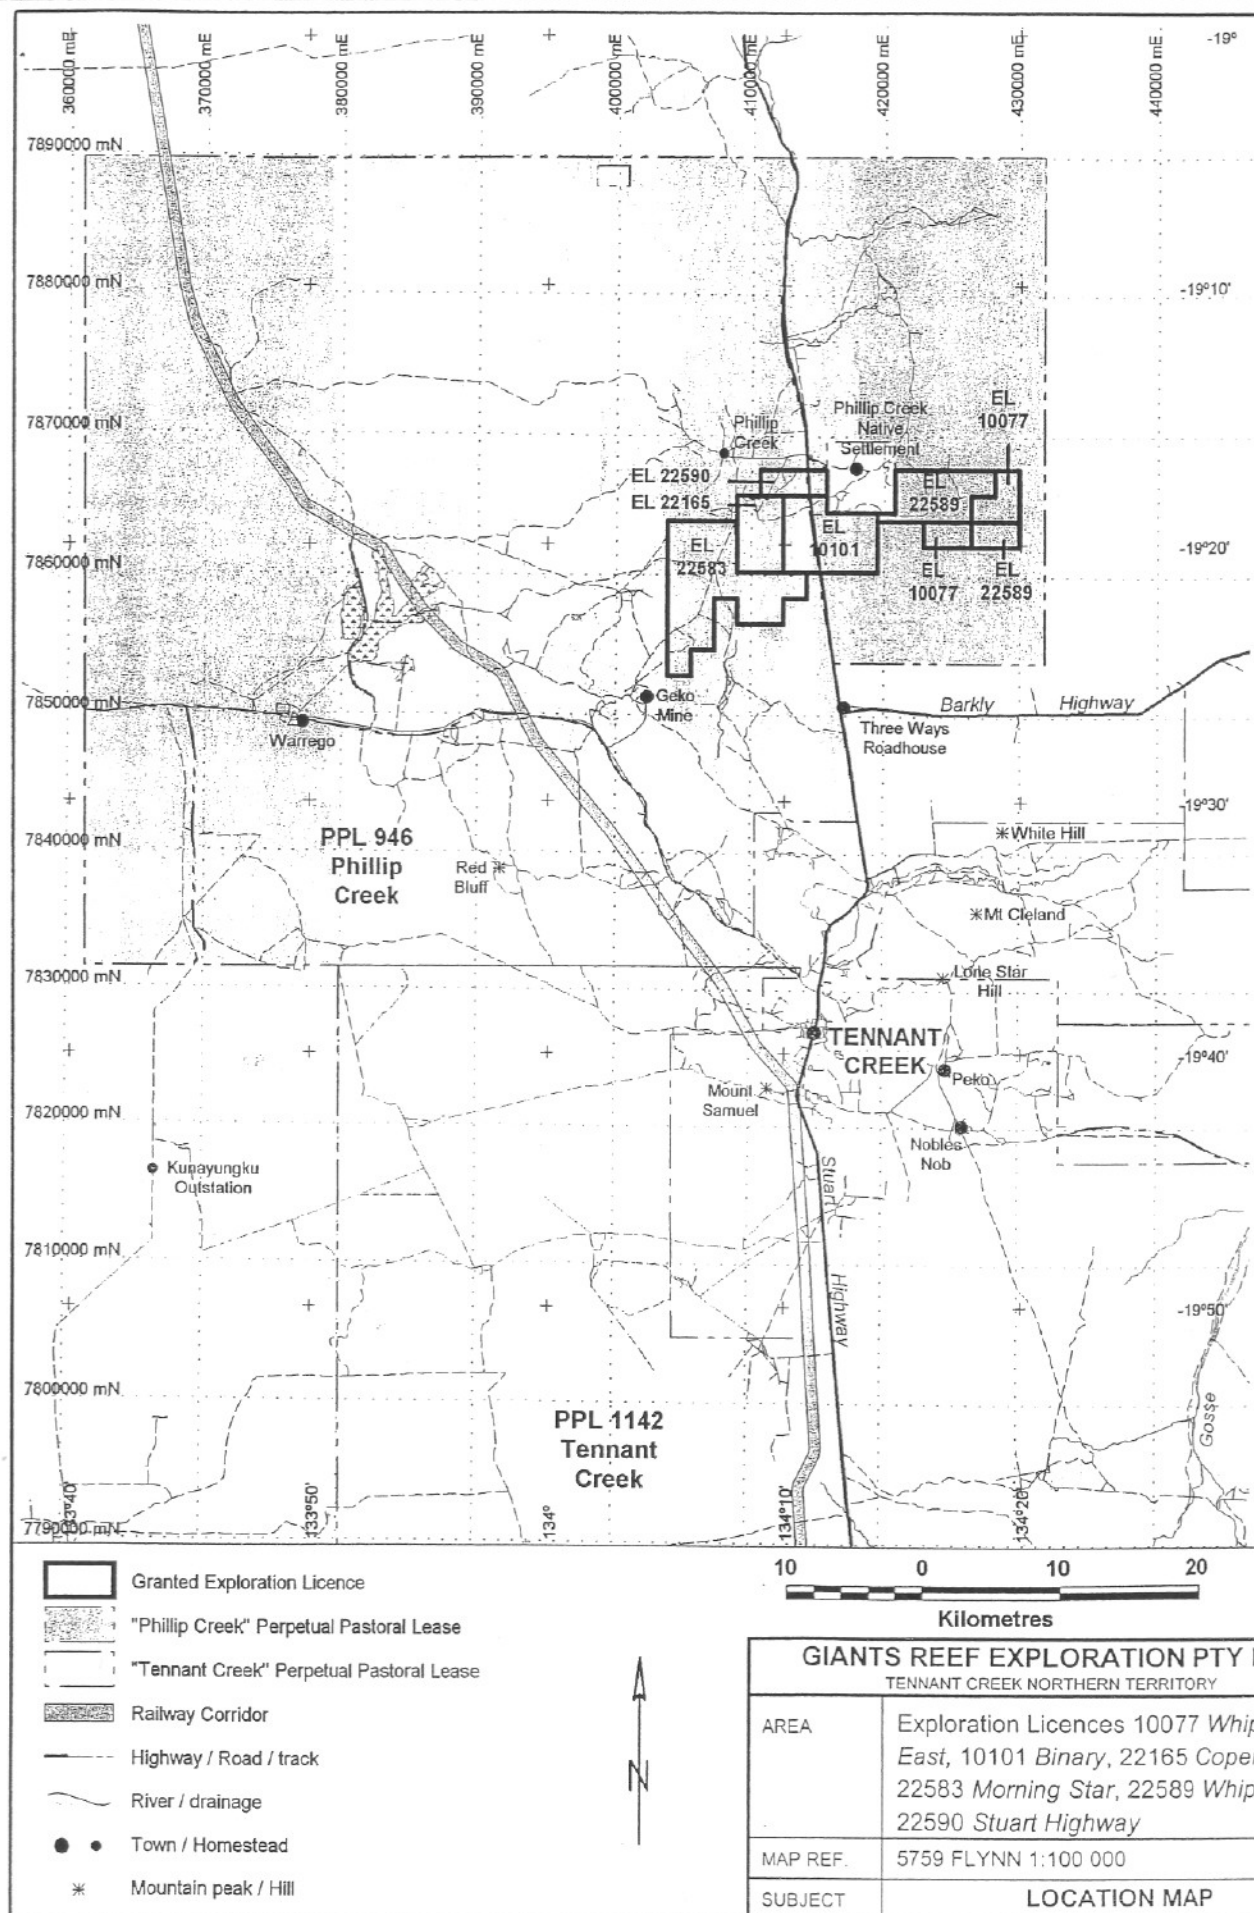 360000 mE
370000 mE
380000 mE
390000 mE
400000 mE
410000 mE
420000 mE
430000 mE
440000 mE
-19°
7890000 mN
7880000 mN
-19°10'
7870000 mN
Phillip
Creek
Phillip Creek
Native
Settlement
EL
10077
EL 22590
EL 22165
EL
22589
EL
10101
EL
22583
7860000 mN
-19°20'
EL
10077
EL
22589
7850000 mN
Geko
Mine
Warrego
Barkly Highway
Three Ways
Roadhouse
-19°30'
7840000 mN
PPL 946
Phillip
Creek
Red
Bluff
White Hill
Mt Cleland
7830000 mN
Lone Star
Hill
TENNANT
CREEK
-19°40'
Peko
Mount
Samuel
7820000 mN
Nobles
Nob
Kunayungku
Outstation
Stuart
Highway
7810000 mN
-19°50'
7800000 mN
PPL 1142
Tennant
Creek
Gosse
7790000 mN
133°40'
133°50'
134°
134°10'
134°20'
Granted Exploration Licence
"Phillip Creek" Perpetual Pastoral Lease
"Tennant Creek" Perpetual Pastoral Lease
Railway Corridor
Highway / Road / track
River / drainage
Town / Homestead
Mountain peak / Hill
N
10 0 10 20
Kilometres
GIANTS REEF EXPLORATION PTY
TENNANT CREEK NORTHERN TERRITORY
AREA
Exploration Licences 10077 Whip
East, 10101 Binary, 22165 Cope
22583 Morning Star, 22589 Whip
22590 Stuart Highway
MAP REF.
5759 FLYNN 1:100 000
SUBJECT
LOCATION MAP